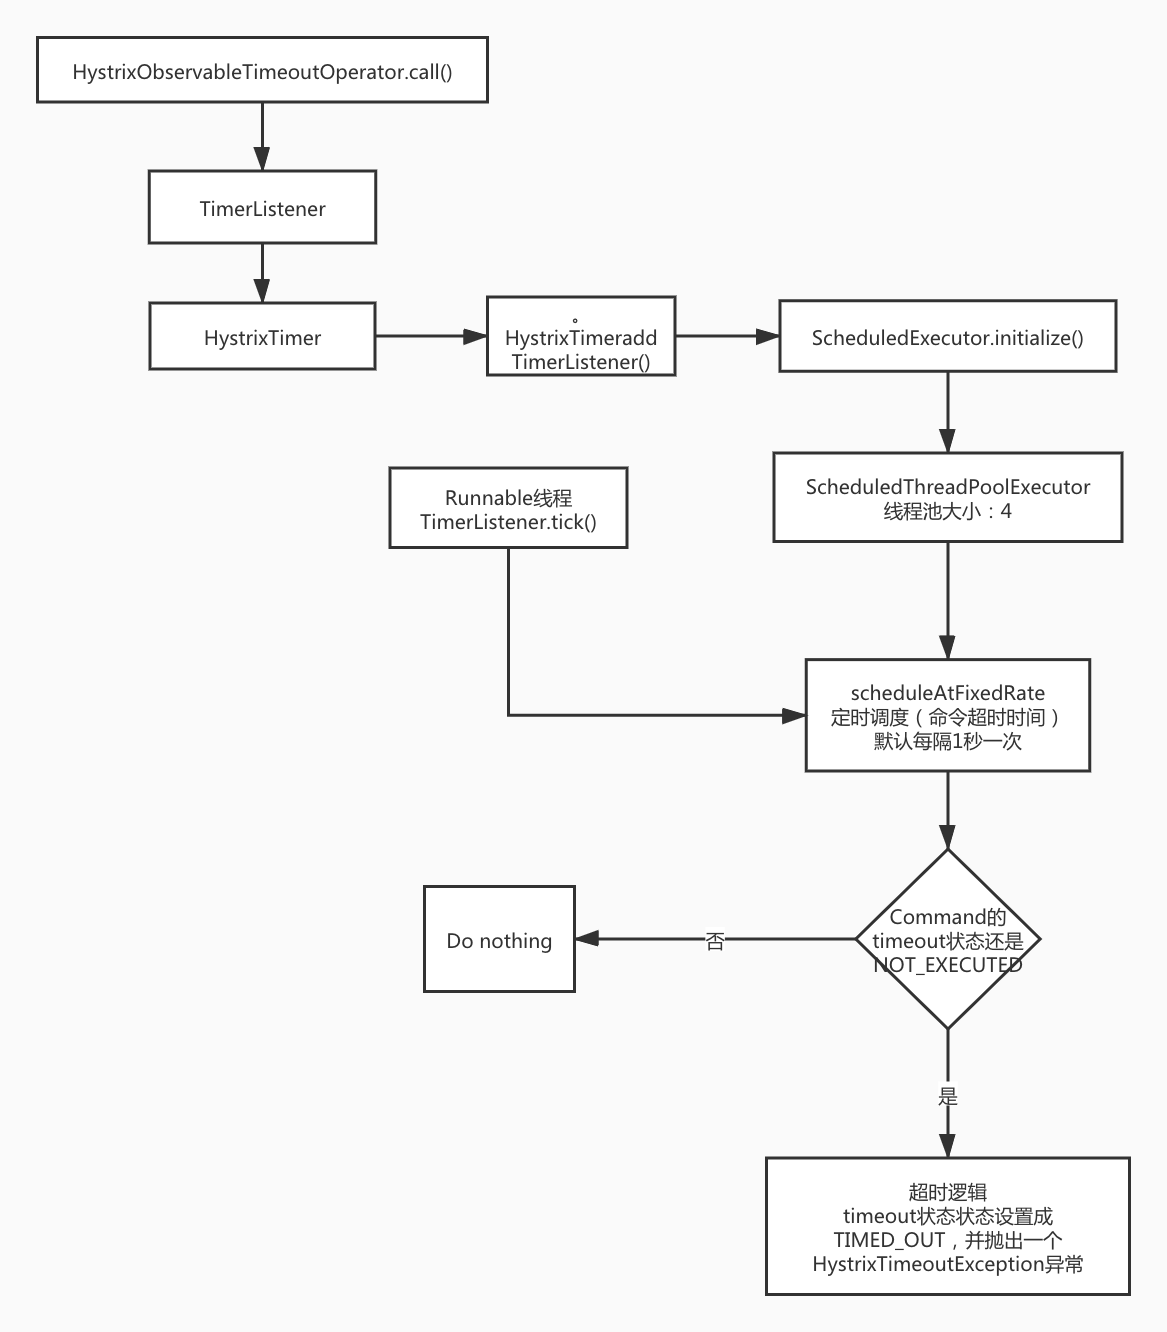 HystrixObservableTimeoutOperator.call()
TimerListener
HystrixTimer
。
HystrixTimeradd
TimerListener()
ScheduledExecutor.initialize()
Runnable线程
TimerListener.tick()
ScheduledThreadPoolExecutor
线程池大小：4
scheduleAtFixedRate
定时调度（命令超时时间）
默认每隔1秒一次
Command的
timeout状态还是
NOT_EXECUTED
否
Do nothing
是
超时逻辑
timeout状态状态设置成
TIMED_OUT，并抛出一个
HystrixTimeoutException异常